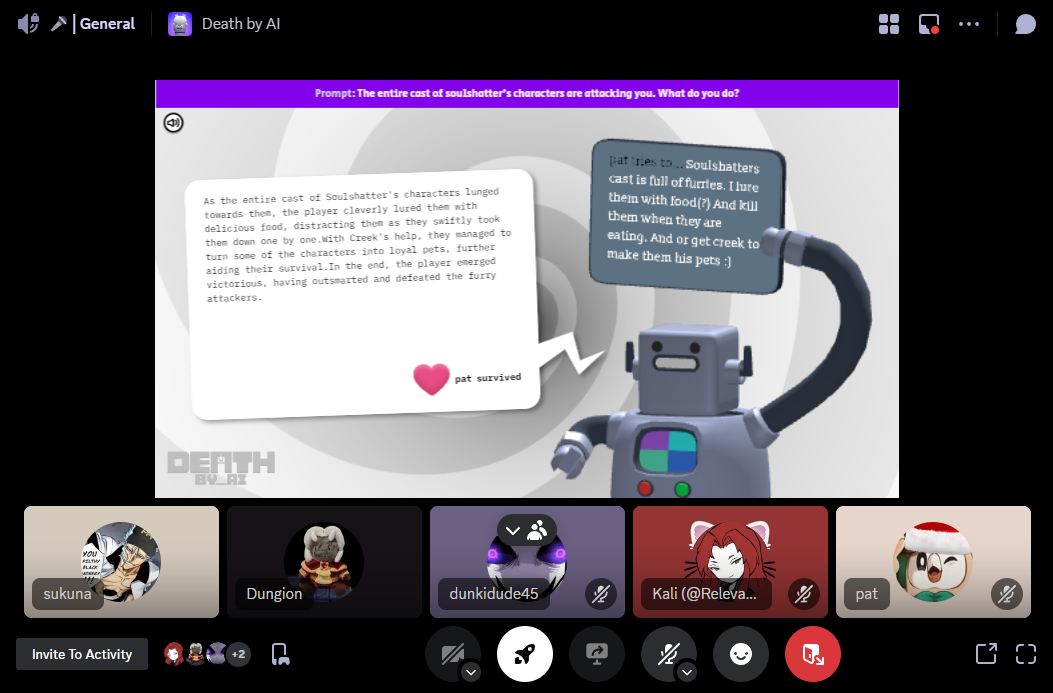 General
Death by AI
Prompt: The entire cast of soulshatter's characters are attacking you. What do you do?
As the entire cast of Soulshatter's characters lunged
towards them, the player cleverly lured them with
delicious food, distracting them as they swiftly took
them down one by one.With Creek's help, they managed to
turn some of the characters into loyal pets, further
aiding their survival.In the end, the player emerged
victorious, having outsmarted and defeated the furry
attackers.
pat survived
pat tries to... Soulshatters
cast is full of furries. I lure
them with food(?) And kill
them when they are
eating. And or get creek to
make them his pets :)
DEATH
BY_AI
YOU
FILTHY
BLACK
sukuna
Dungion
dunkidude45
Kali (@Releva...
pat
Invite To Activity
+2